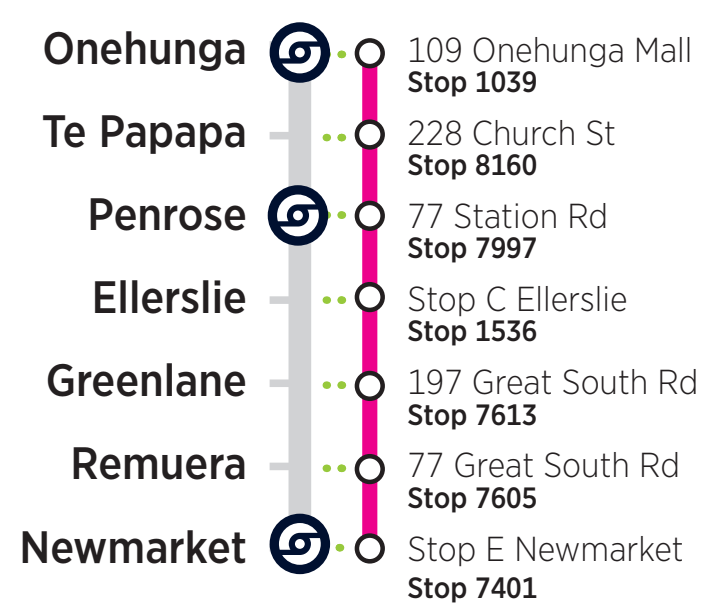 Onehunga
109 Onehunga Mall
Stop 1039
Te Papapa
228 Church St
Stop 8160
Penrose
77 Station Rd
Stop 7997
Ellerslie
Stop C Ellerslie
Stop 1536
Greenlane
197 Great South Rd
Stop 7613
Remuera
77 Great South Rd
Stop 7605
Newmarket
Stop E Newmarket
Stop 7401